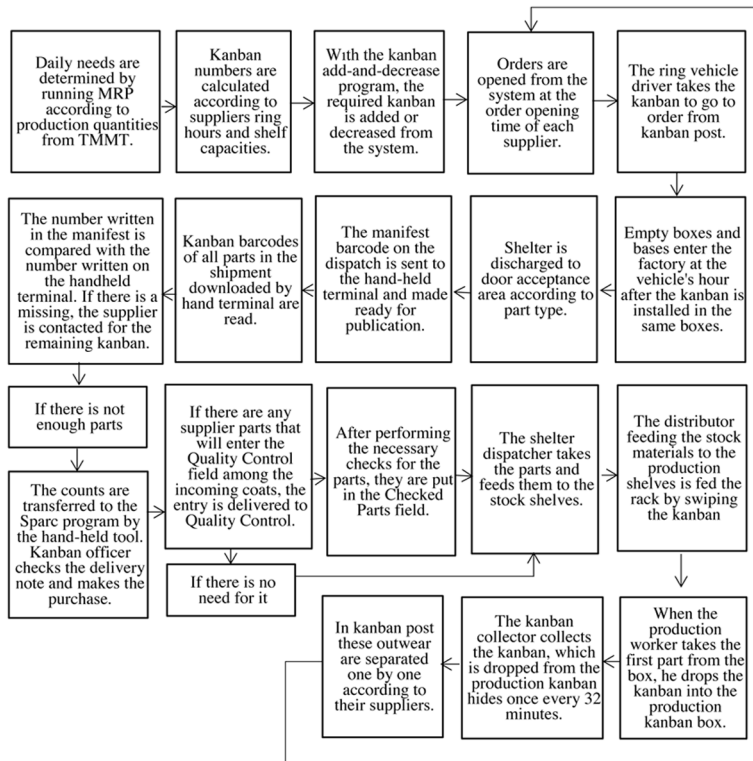 Daily needs are
determined by
running MRP
according to
production quantities
from TMMT.
Kanban
numbers are
calculated
according to
suppliers ring
hours and shelf
capacities.
With the kanban
add-and-decrease
program, the
required kanban
is added or
decreased from
the system.
Orders are
opened from the
system at the
order opening
time of each
supplier.
The ring vehicle
driver takes the
kanban to go to
order from
kanban post.
Empty boxes and
bases enter the
factory at the
vehicle's hour
after the kanban is
installed in the
same boxes.
Shelter is
discharged to
door acceptance
area according to
part type.
The manifest
barcode on the
dispatch is sent to
the hand-held
terminal and made
ready for
publication.
Kanban barcodes
of all parts in the
shipment
downloaded by
hand terminal are
read.
The number written
in the manifest is
compared with the
number written on
the handheld
terminal. If there is a
missing, the supplier
is contacted for the
remaining kanban.
If there is not
enough parts
The counts are
transferred to the
Sparc program by
the hand-held tool.
Kanban officer
checks the delivery
note and makes the
purchase.
If there are any
supplier parts that
will enter the
Quality Control
field among the
incoming coats, the
entry is delivered to
Quality Control.
If there is no
need for it
After performing
the necessary
checks for the
parts, they are put
in the Checked
Parts field.
The shelter
dispatcher takes
the parts and
feeds them to the
stock shelves.
The distributor
feeding the stock
materials to the
production
shelves is fed the
rack by swiping
the kanban
When the
production
worker takes the
first part from the
box, he drops the
kanban into the
production
kanban box.
The kanban
collector collects
the kanban, which
is dropped from the
production kanban
hides once every 32
minutes.
In kanban post
these outwear
are separated
one by one
according to
their suppliers.